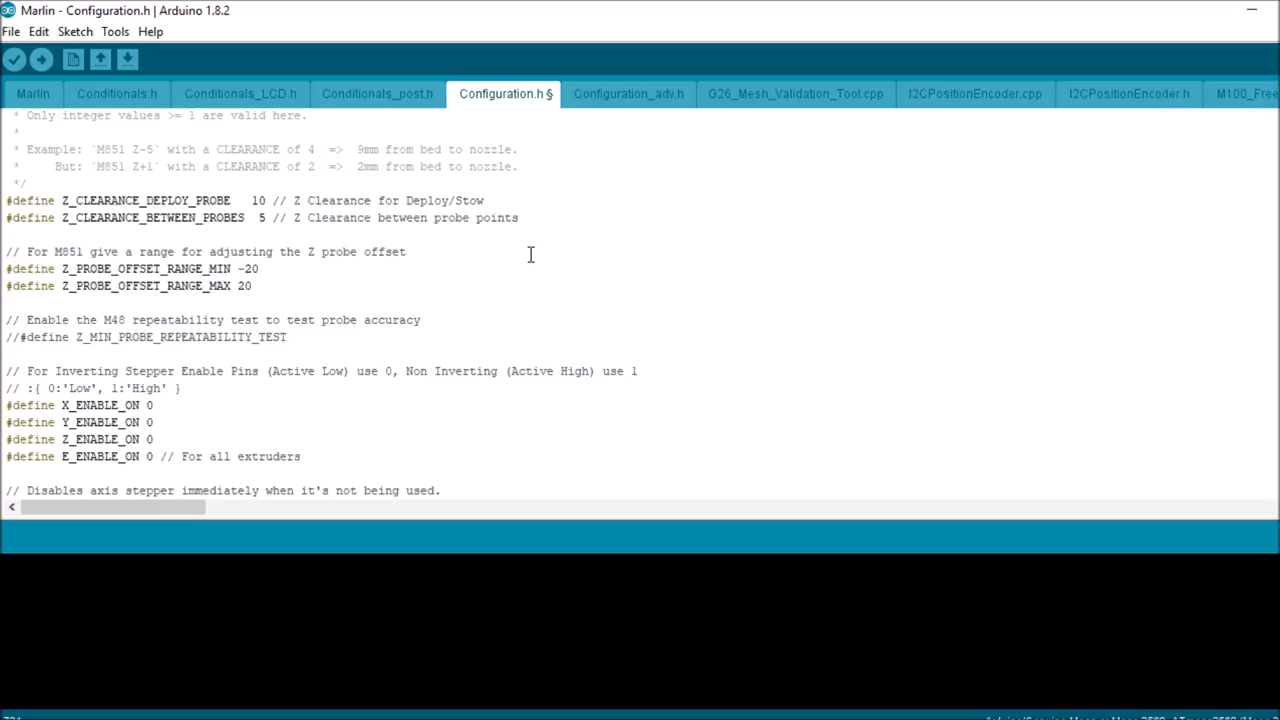 Marlin - Configuration.h | Arduino 1.8.2
File Edit Sketch Tools Help
Marlin Conditionals.h Conditionals_LCD.h Conditionals_post.h Configuration.h § Configuration_adv.h G26_Mesh_Validation_Tool.cpp I2CPositionEncoder.cpp I2CPositionEncoder.h M100_Free
* Only integer values >= 1 are valid here.
*
* Example: `M851 Z-5` with a CLEARANCE of 4 => 9mm from bed to nozzle.
* But: `M851 Z+1` with a CLEARANCE of 2 => 2mm from bed to nozzle.
*/
#define Z_CLEARANCE_DEPLOY_PROBE 10 // Z Clearance for Deploy/Stow
#define Z_CLEARANCE_BETWEEN_PROBES 5 // Z Clearance between probe points
// For M851 give a range for adjusting the Z probe offset
#define Z_PROBE_OFFSET_RANGE_MIN -20
#define Z_PROBE_OFFSET_RANGE_MAX 20
// Enable the M48 repeatability test to test probe accuracy
//#define Z_MIN_PROBE_REPEATABILITY_TEST
// For Inverting Stepper Enable Pins (Active Low) use 0, Non Inverting (Active High) use 1
// :{ 0:'Low', 1:'High' }
#define X_ENABLE_ON 0
#define Y_ENABLE_ON 0
#define Z_ENABLE_ON 0
#define E_ENABLE_ON 0 // For all extruders
// Disables axis stepper immediately when it's not being used.